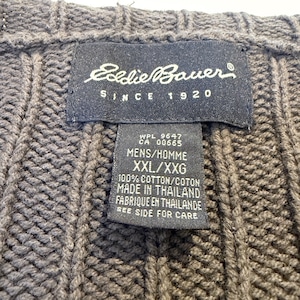 Eddie Bauer®
SINCE 1920
WPL 9647
CA 00665
MENS/HOMME
XXL/XXG
100% COTTON/COTON
MADE IN THAILAND
FABRIQUE EN THAILANDE
SEE SIDE FOR CARE